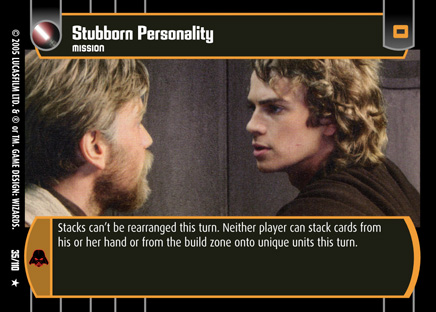 Stubborn Personality
MISSION
0
Stacks can't be rearranged this turn. Neither player can stack cards from
his or her hand or from the build zone onto unique units this turn.
© 2005 LUCASFILM LTD. & ® or TM. GAME DESIGN: WIZARDS.
35/110